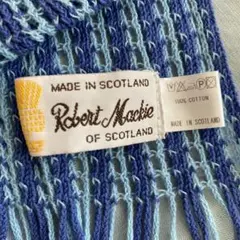 MADE IN SCOTLAND
Robert Mackie
OF SCOTLAND
P
100% COTTON
MADE IN SCOTLAND